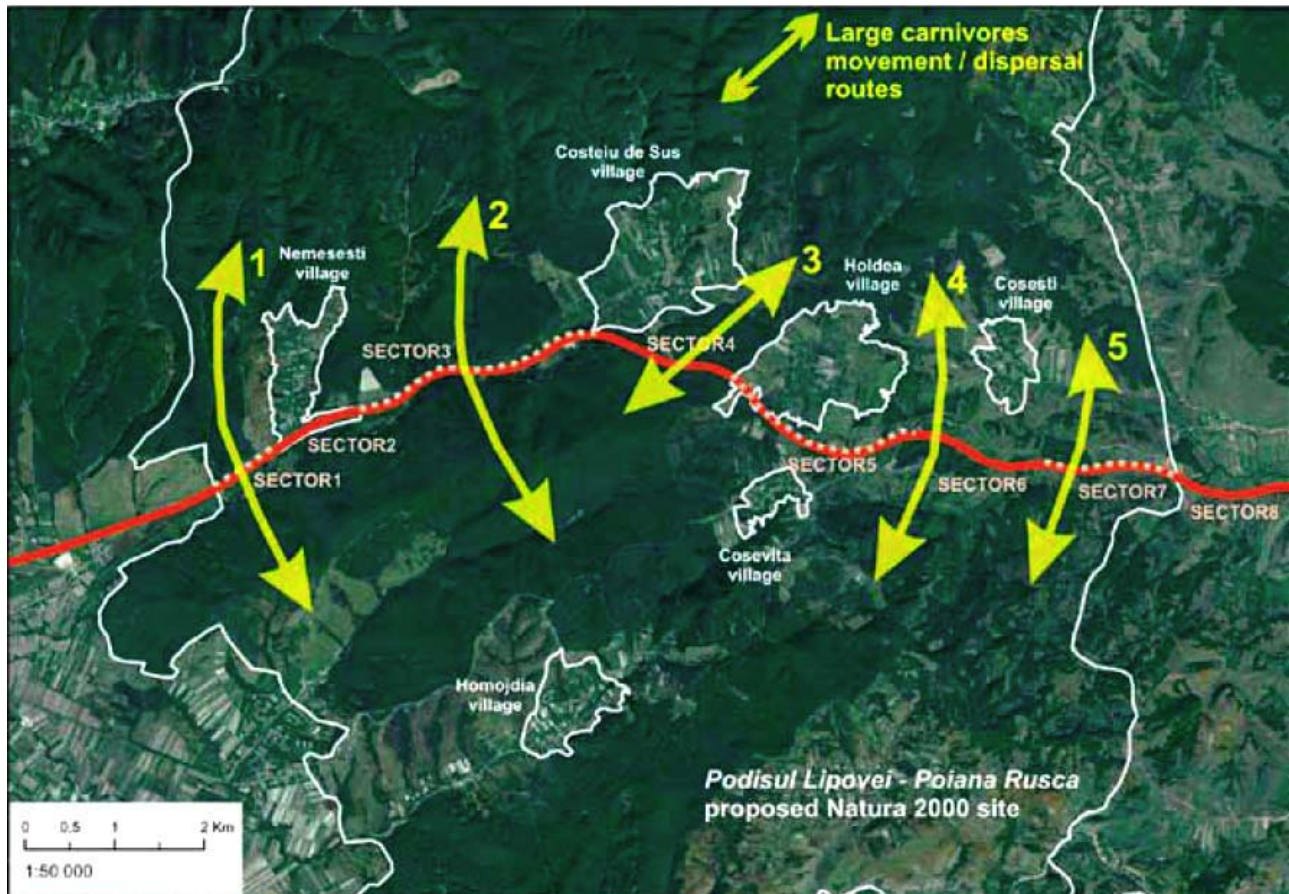 Large carnivores
movement / dispersal
routes
Costeiu de Sus
village
1
Nemesesti
village
2
3
Holdea
village
4
Cosesti
village
5
SECTOR3
SECTOR4
SECTOR2
SECTOR1
SECTOR5
SECTOR6
SECTOR7
SECTOR8
Cosevita
village
Homojdia
village
Podisul Lipovei - Poiana Rusca
proposed Natura 2000 site
0 0,5 1 2 Km
1:50 000